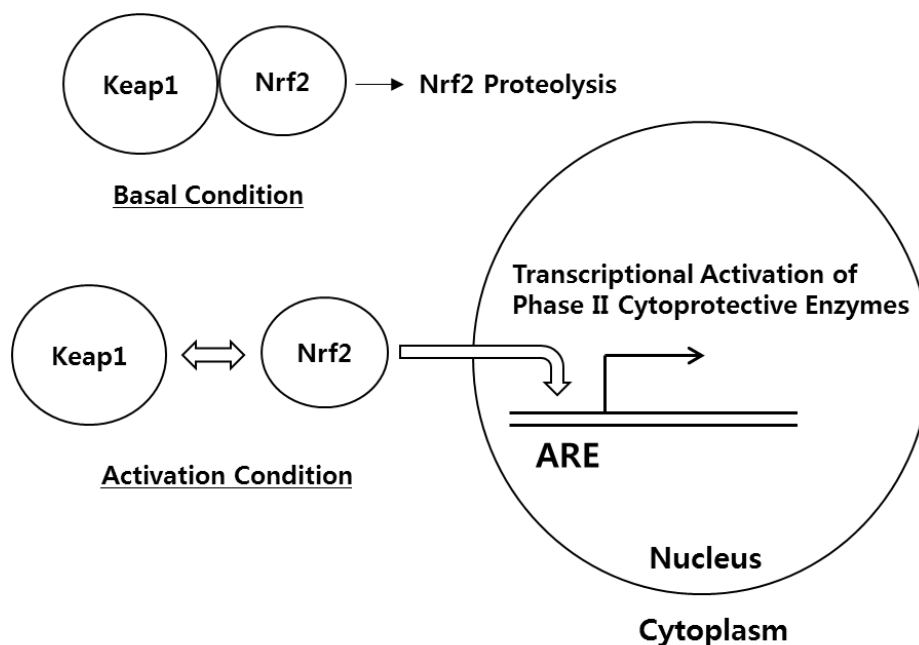 Keap1
Nrf2
Nrf2 Proteolysis
Basal Condition
Transcriptional Activation of
Phase II Cytoprotective Enzymes
Keap1
Nrf2
ARE
Activation Condition
Nucleus
Cytoplasm